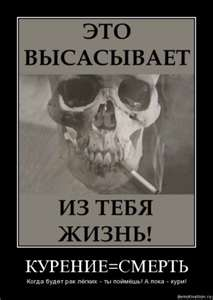 ЭТО
ВЫСАСЫВАЕТ
ИЗ ТЕБЯ
ЖИЗНЬ!
КУРЕНИЕ=СМЕРТЬ
Когда будет рак лёгких - ты поймёшь! А пока - кури!